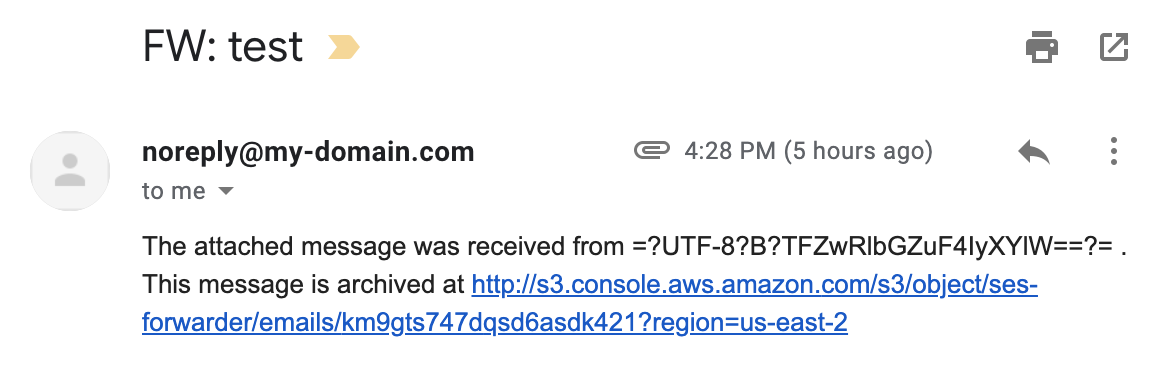 FW: test
noreply@my-domain.com 4:28 PM (5 hours ago)
to me
The attached message was received from =?UTF-8?B?TFZwRlbGZuF4IyXYlW==?= .
This message is archived at http://s3.console.aws.amazon.com/s3/object/ses-
forwarder/emails/km9gts747dqsd6asdk421?region=us-east-2